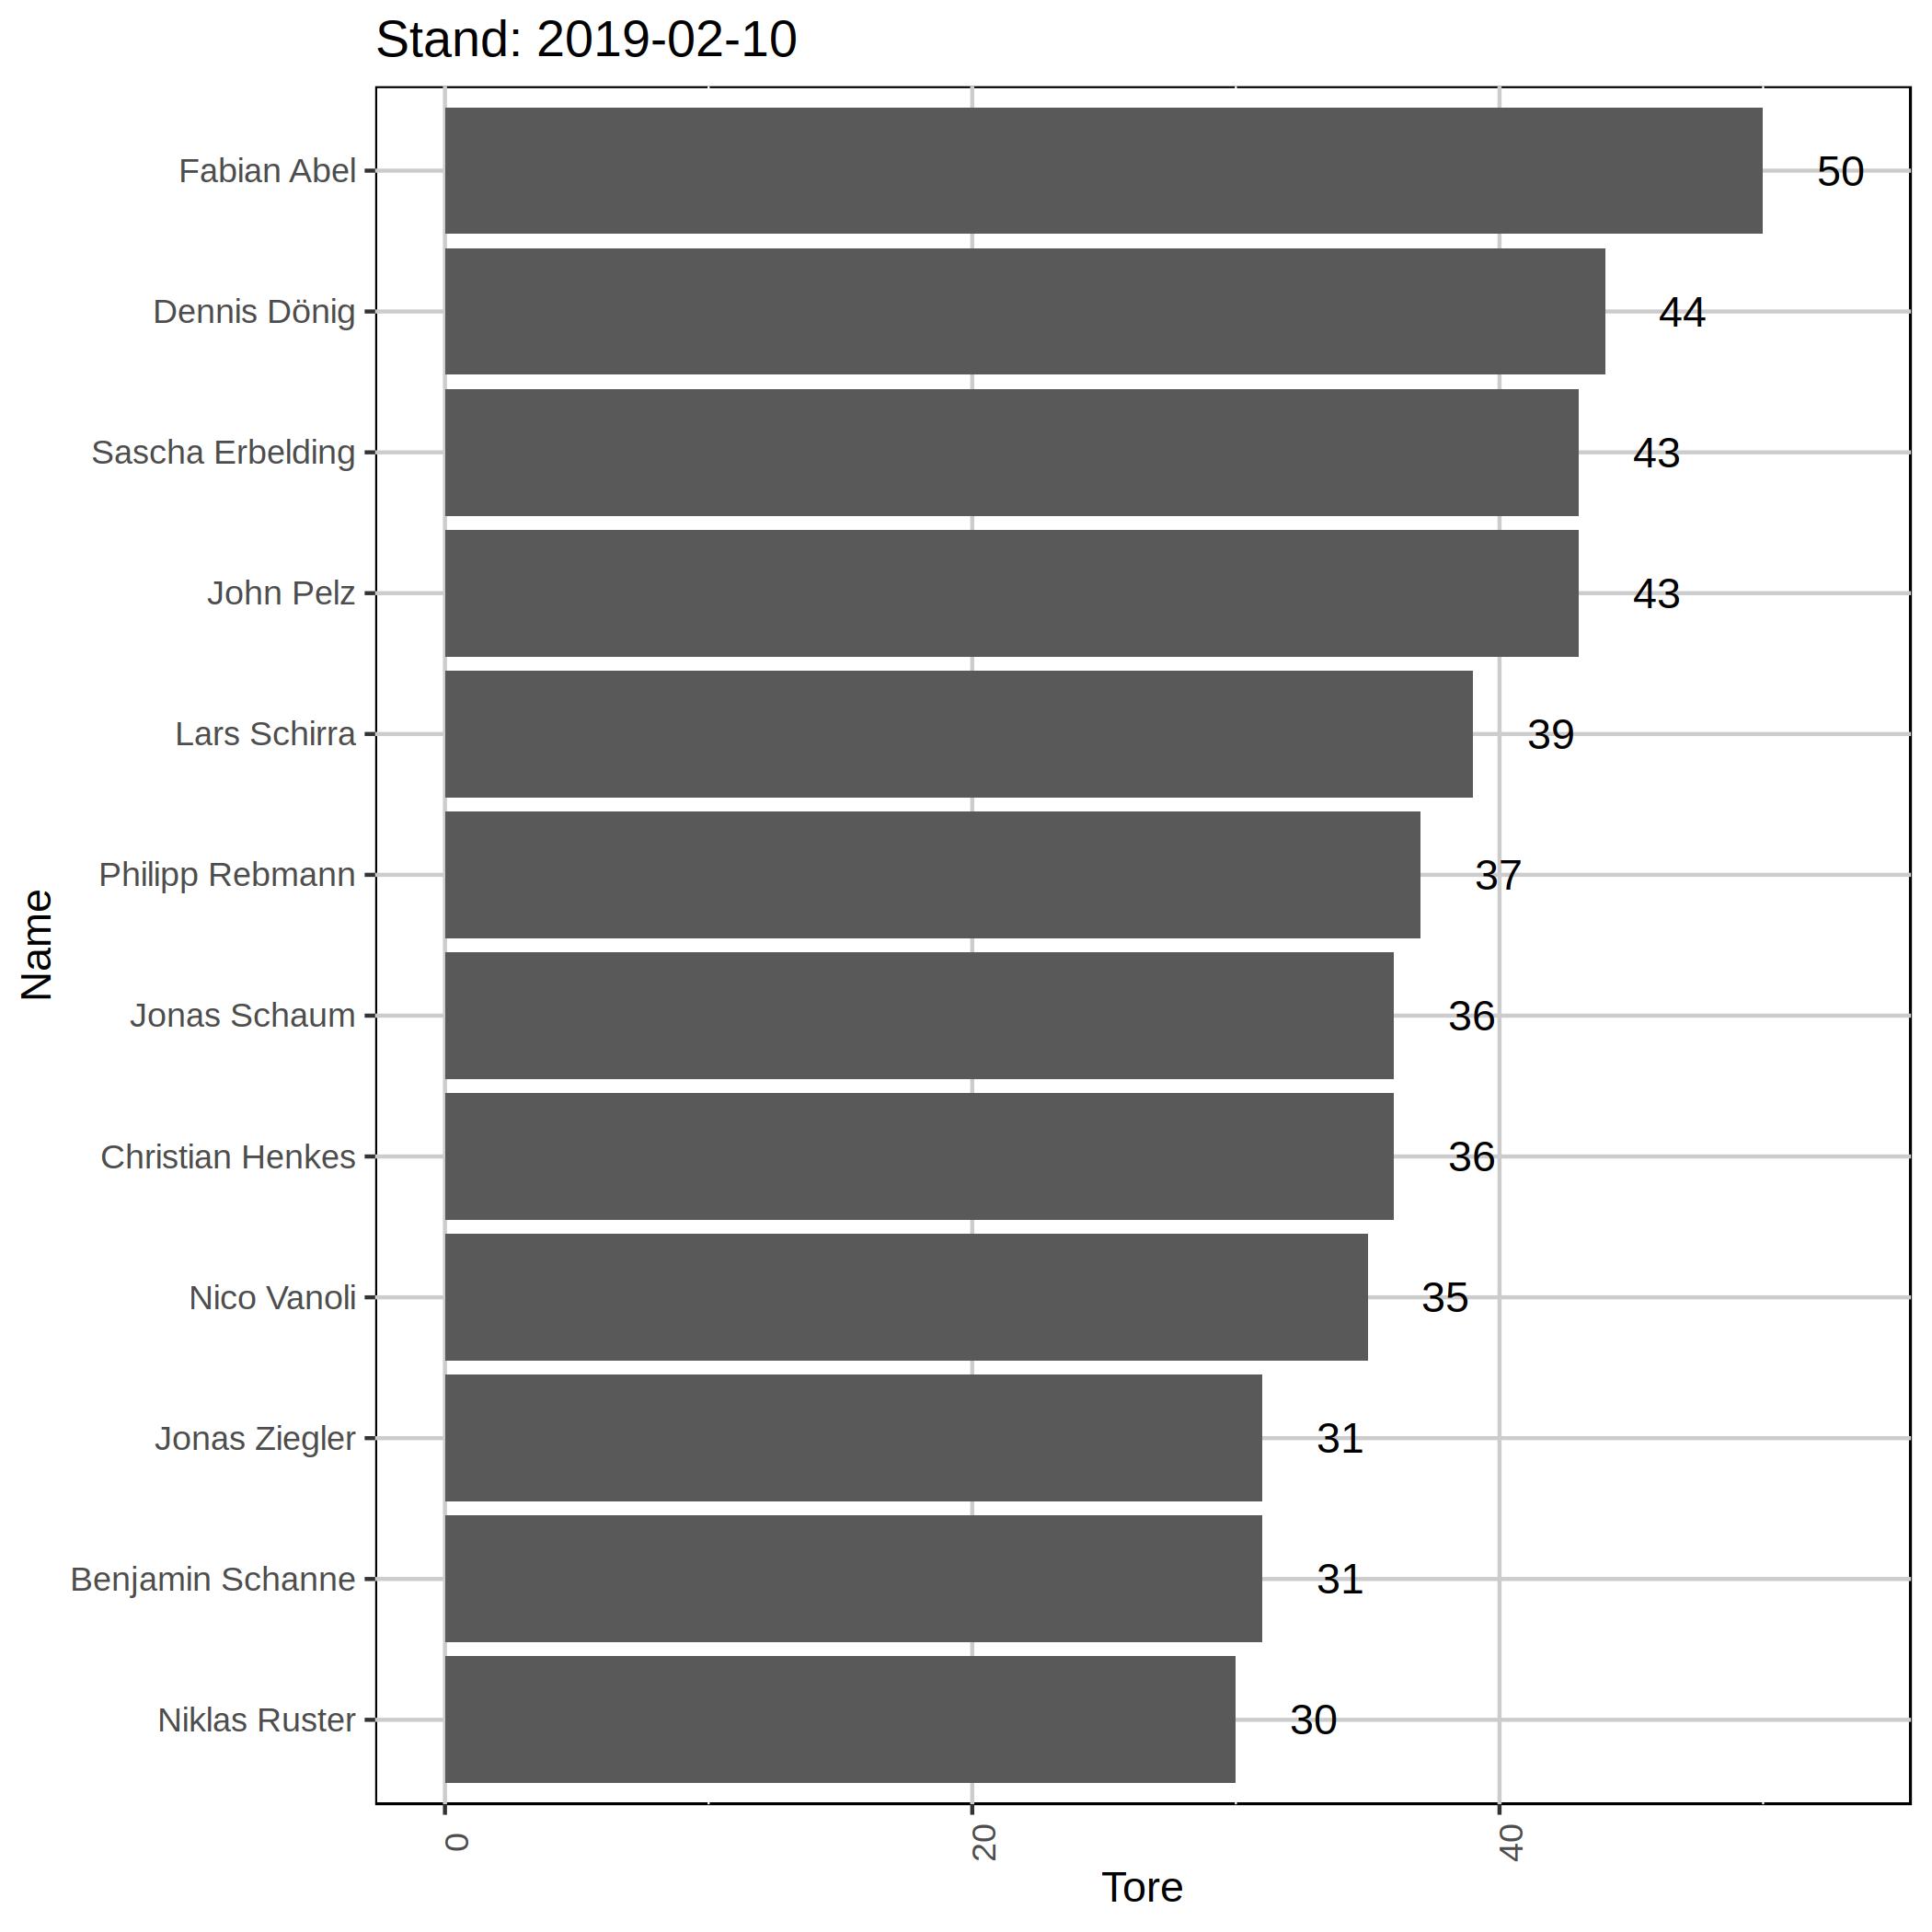 Stand: 2019-02-10
Fabian Abel 50
Dennis Dönig 44
Sascha Erbelding 43
John Pelz 43
Lars Schirra 39
Philipp Rebmann 37
Name
Jonas Schaum 36
Christian Henkes 36
Nico Vanoli 35
Jonas Ziegler 31
Benjamin Schanne 31
Niklas Ruster 30
0 20 40
Tore